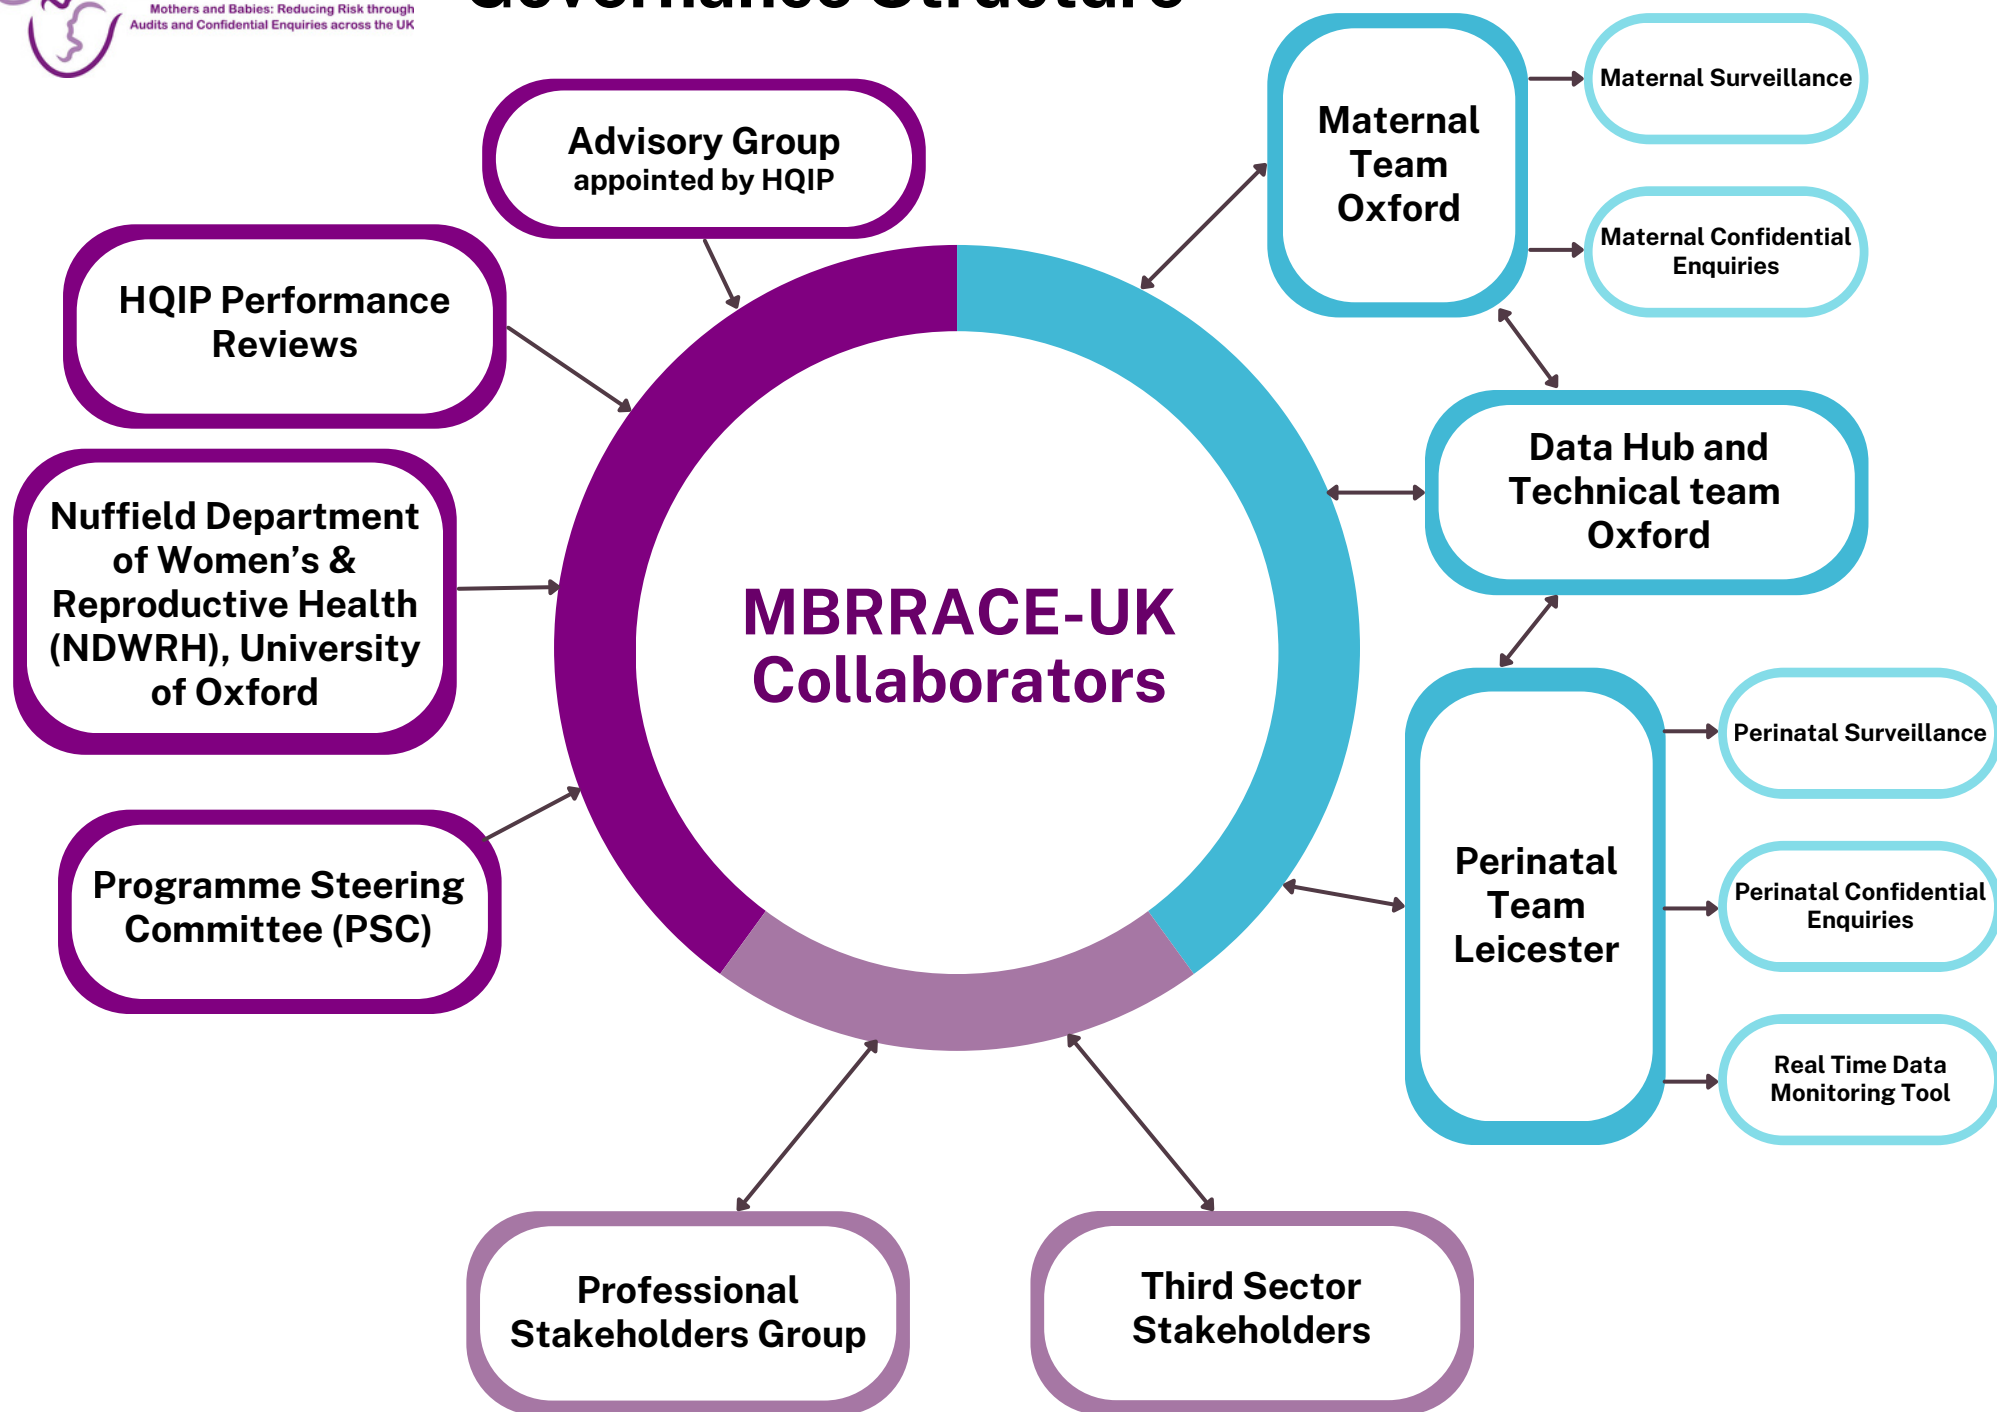 Mothers and Babies: Reducing Risk through
Audits and Confidential Enquiries across the UK
Governance Structure
Advisory Group
appointed by HQIP
HQIP Performance
Reviews
Nuffield Department
of Women’s &
Reproductive Health
(NDWRH), University
of Oxford
Programme Steering
Committee (PSC)
MBRRACE-UK
Collaborators
Maternal
Team
Oxford
Maternal Surveillance
Maternal Confidential
Enquiries
Data Hub and
Technical team
Oxford
Perinatal
Team
Leicester
Perinatal Surveillance
Perinatal Confidential
Enquiries
Real Time Data
Monitoring Tool
Professional
Stakeholders Group
Third Sector
Stakeholders